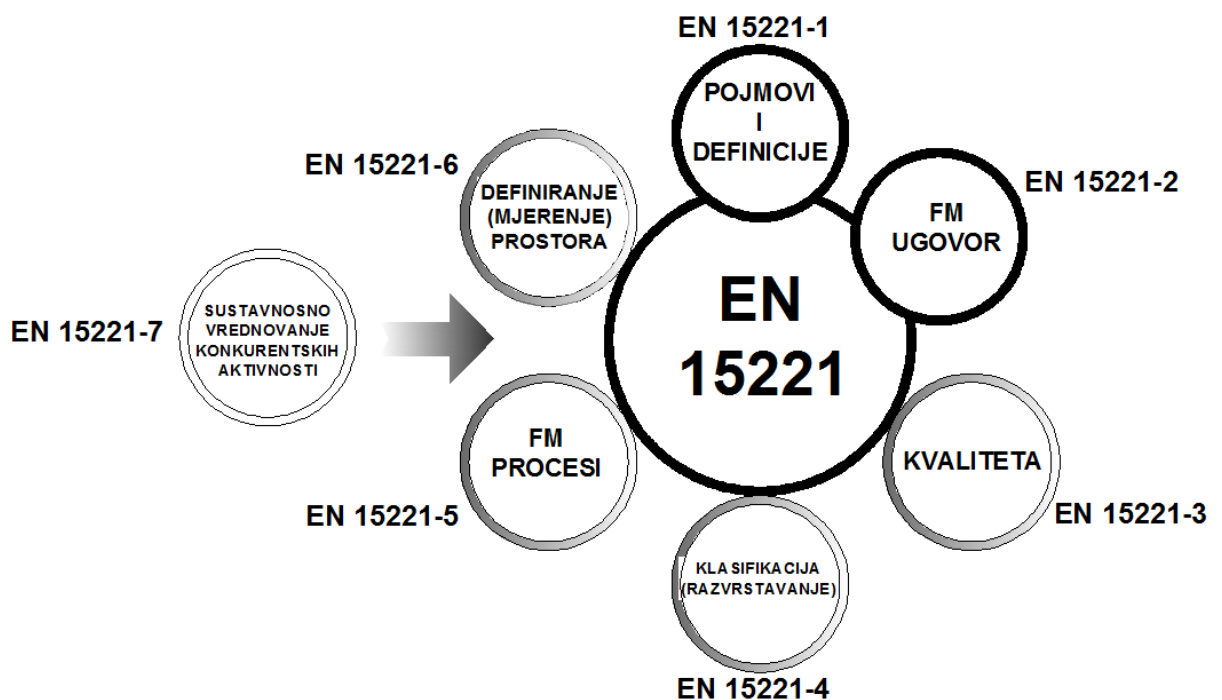 EN 15221-1
POJMOVI
I
DEFINICIJE
EN 15221-2
FM
UGOVOR
EN 15221-6
DEFINIRANJE
(MJERENJE)
PROSTORA
EN
15221
EN 15221-7
SUSTAVNOSNO
VREDNOVANJE
KONKURENTSKIH
AKTIVNOSTI
FM
PROCESI
EN 15221-5
KVALITETA
EN 15221-3
KLASIFIKACIJA
(RAZVRSTAVANJE)
EN 15221-4